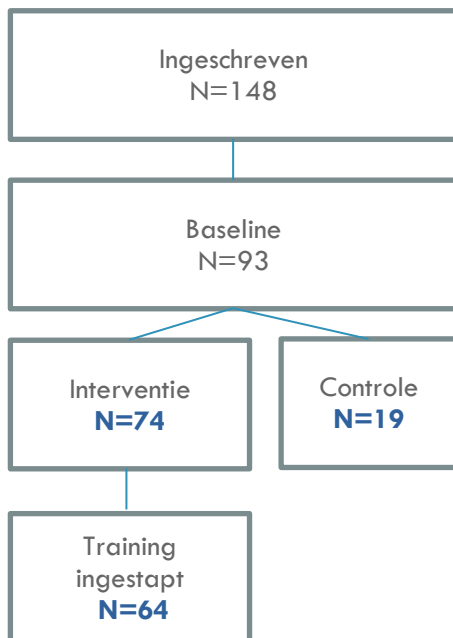 Ingeschreven
N=148
Baseline
N=93
Interventie
N=74
Controle
N=19
Training
ingestapt
N=64